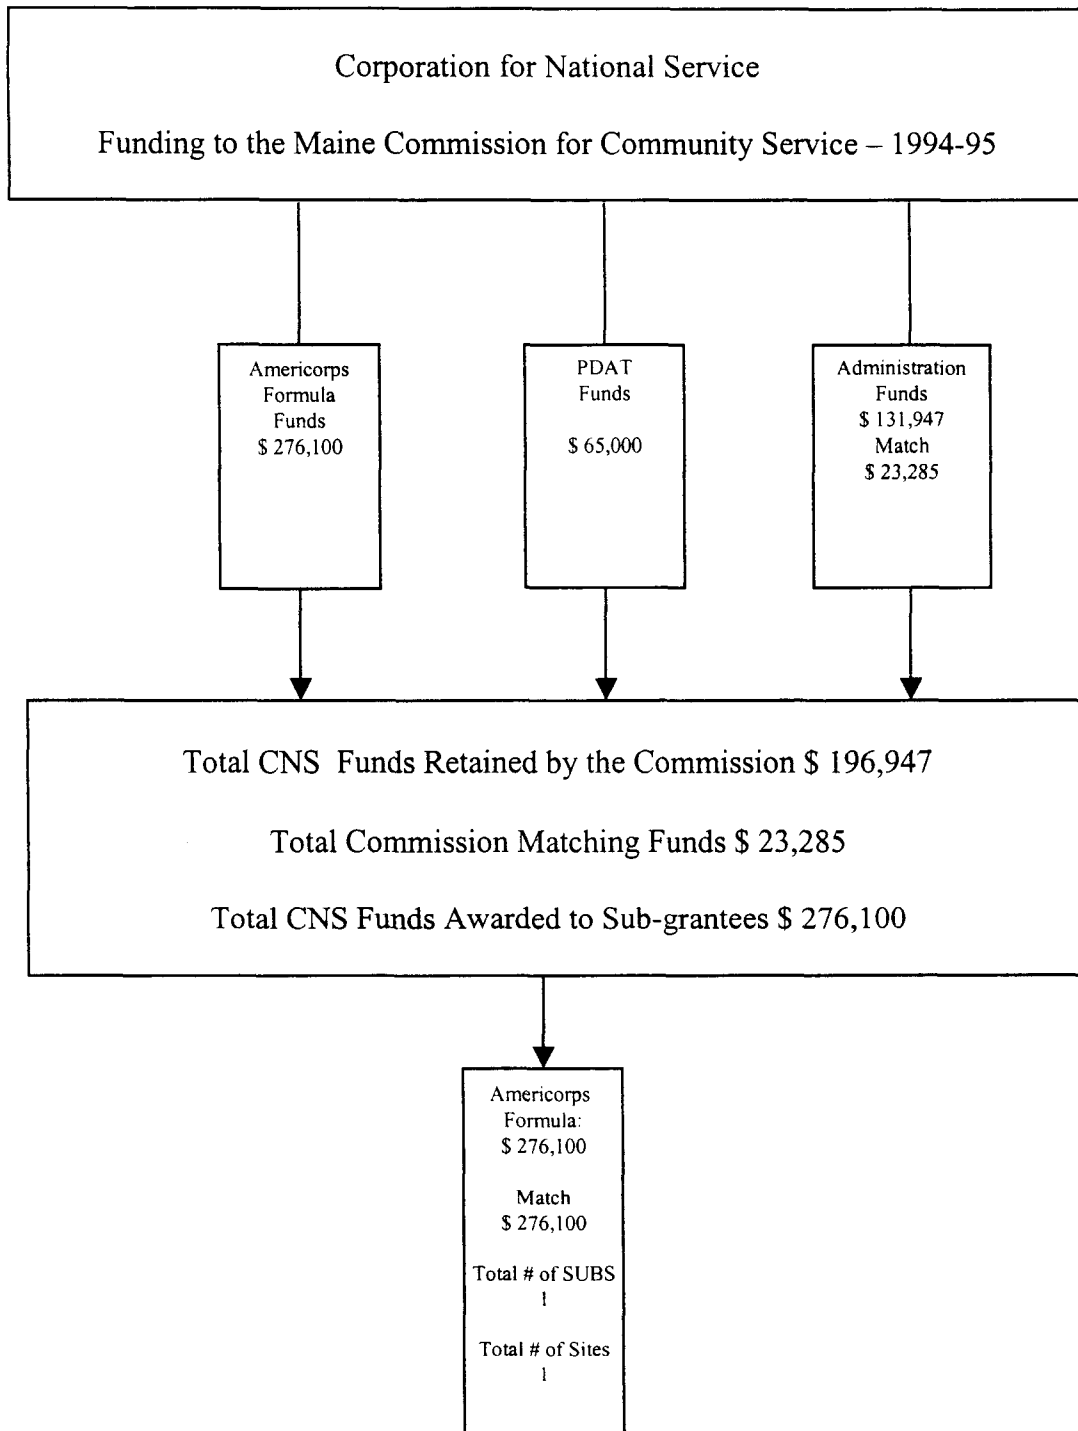 Corporation for National Service
Funding to the Maine Commission for Community Service – 1994-95
Americorps
Formula
Funds
$ 276,100
PDAT
Funds
$ 65,000
Administration
Funds
$ 131,947
Match
$ 23,285
Total CNS Funds Retained by the Commission $ 196,947
Total Commission Matching Funds $ 23,285
Total CNS Funds Awarded to Sub-grantees $ 276,100
Americorps
Formula:
$ 276,100
Match
$ 276,100
Total # of SUBS
1
Total # of Sites
1